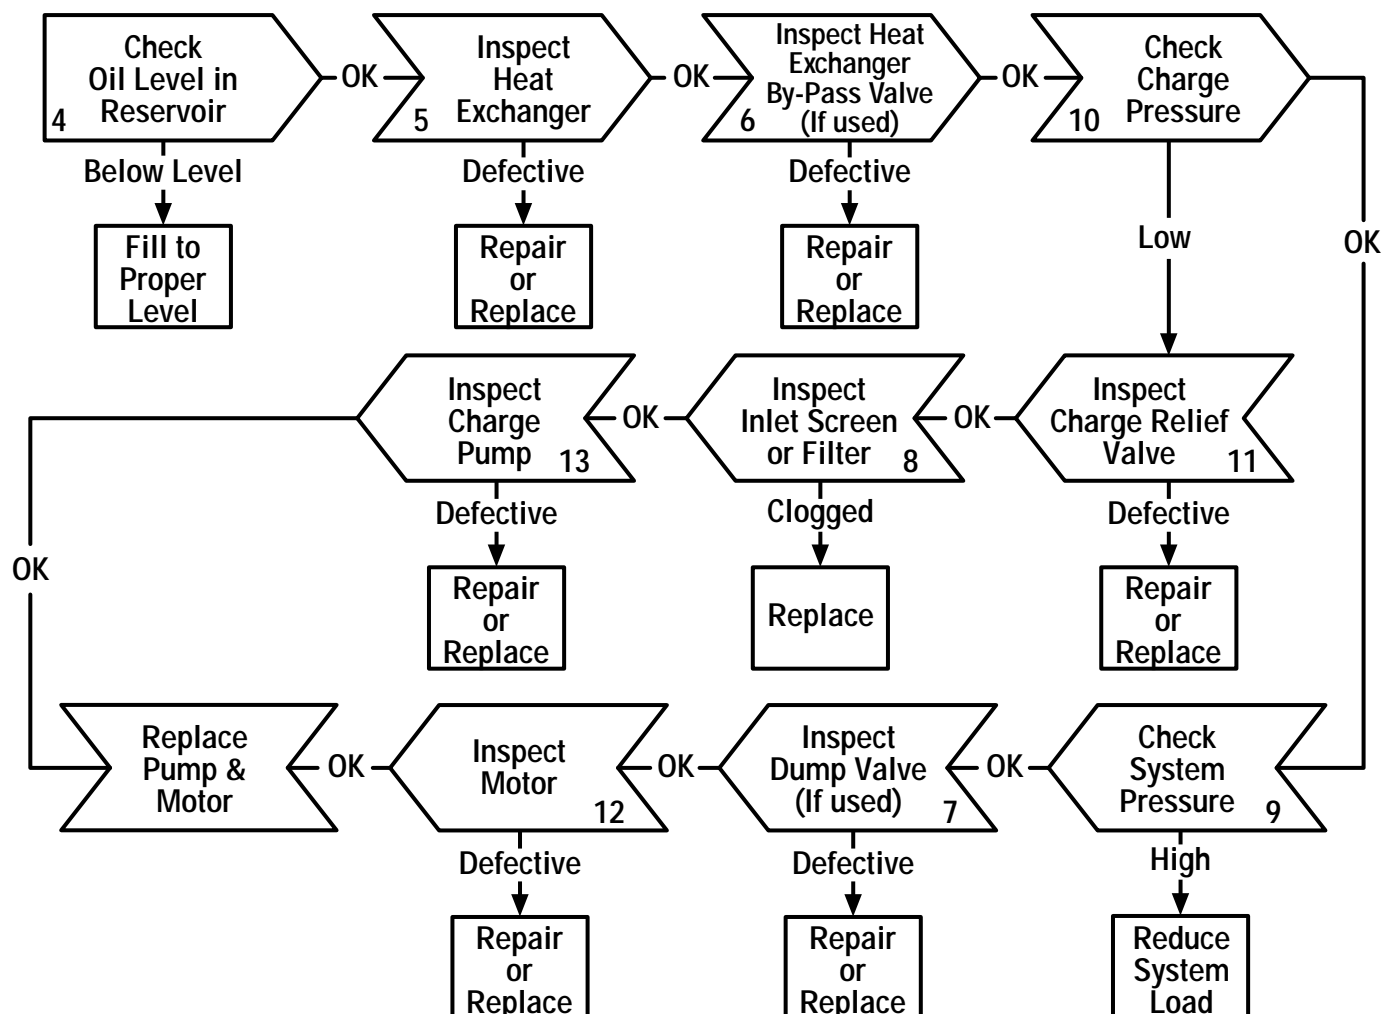 Check
Oil Level in
Reservoir
4
OK
Inspect
Heat
Exchanger
5
OK
Inspect Heat
Exchanger
By-Pass Valve
(If used)
6
OK
Check
Charge
Pressure
10
Below Level
Defective
Defective
Low
OK
Fill to
Proper
Level
Repair
or
Replace
Repair
or
Replace
Inspect
Charge
Pump
13
OK
Inspect
Inlet Screen
or Filter
8
OK
Inspect
Charge Relief
Valve
11
Defective
Clogged
Defective
OK
Repair
or
Replace
Replace
Repair
or
Replace
Replace
Pump &
Motor
OK
Inspect
Motor
12
OK
Inspect
Dump Valve
(If used)
7
OK
Check
System
Pressure
9
Defective
Defective
High
Repair
or
Replace
Repair
or
Replace
Reduce
System
Load